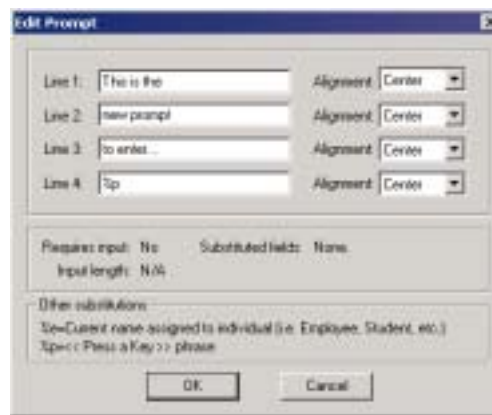 Edit Prompt
Line 1: This is the Alignment Center
Line 2: new prompt Alignment Center
Line 3: to enter... Alignment Center
Line 4: %p Alignment Center
Requires input: No Substituted fields: None
Input length: N/A
Other substitutions
%e=Current name assigned to individual (i.e. Employee, Student, etc.)
%p=<< Press a Key >> phrase
OK Cancel